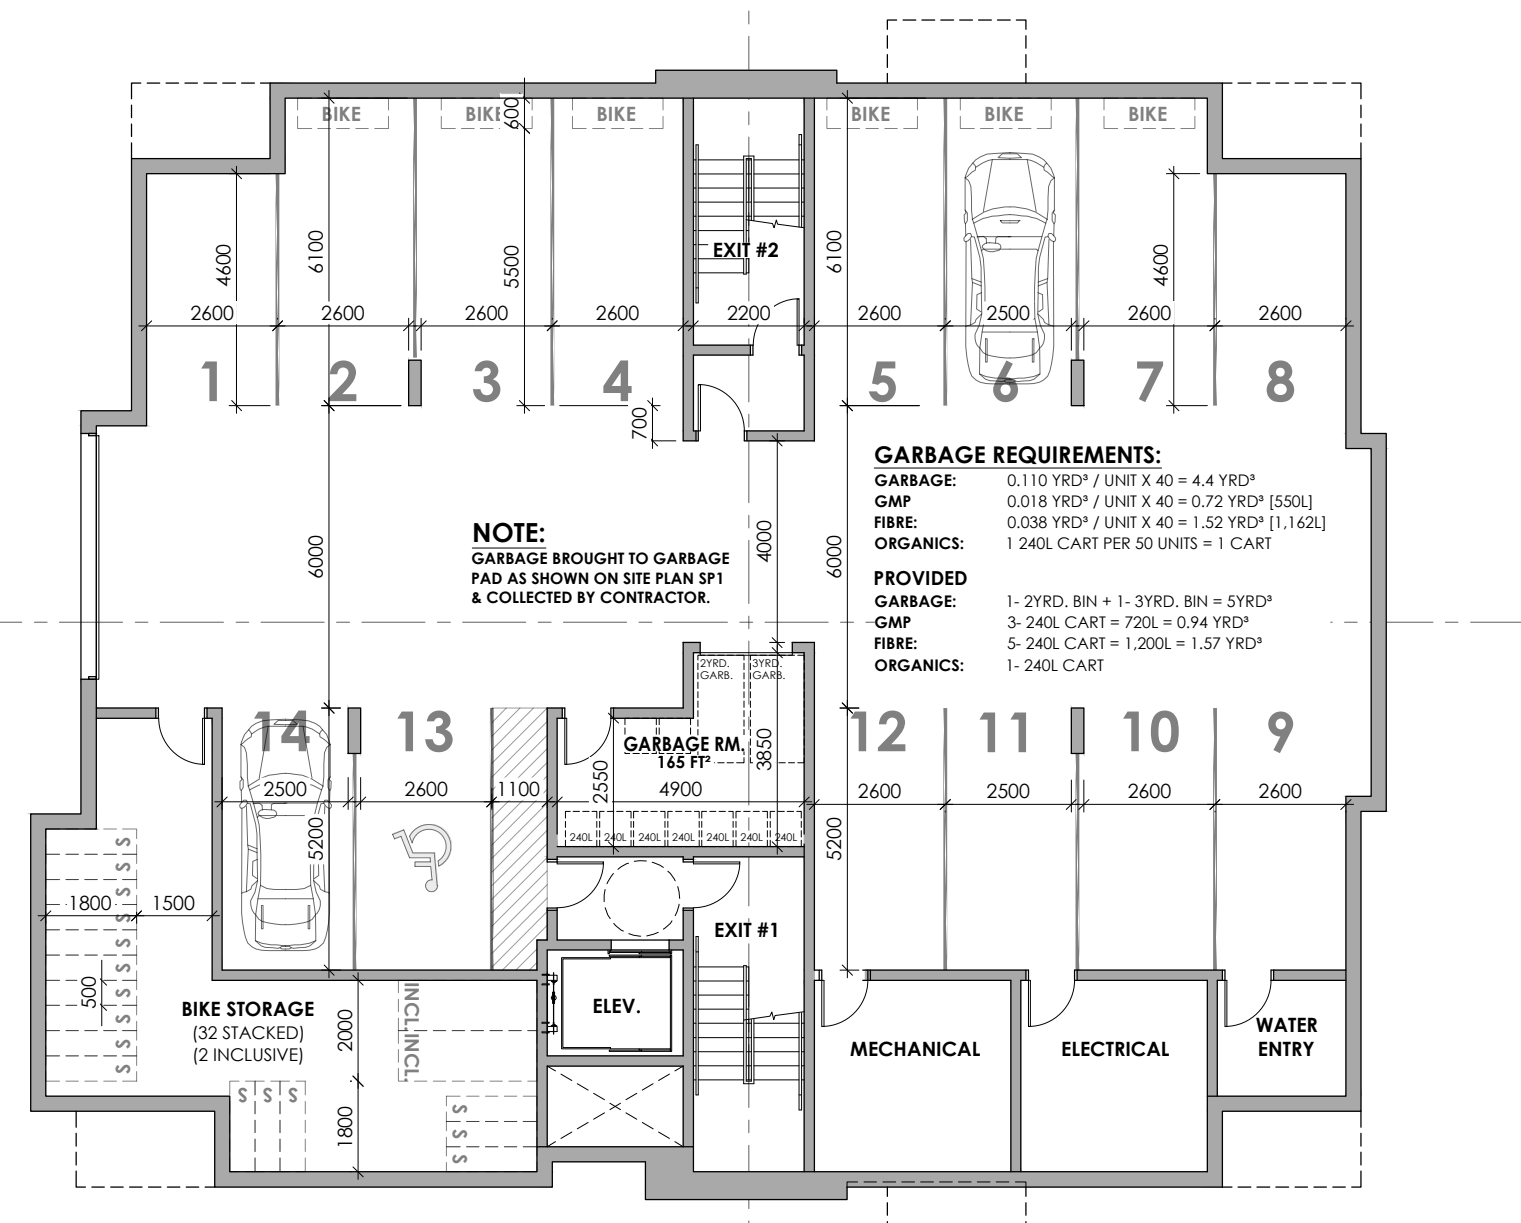 BIKE
BIKE
BIKE
BIKE
BIKE
BIKE
600
4600
6100
5500
EXIT #2
6100
4600
2600
2600
2600
2600
2200
2600
2500
2600
2600
1
2
3
4
5
6
7
8
700
GARBAGE REQUIREMENTS:
GARBAGE: 0.110 YRD³ / UNIT X 40 = 4.4 YRD³
GMP 0.018 YRD³ / UNIT X 40 = 0.72 YRD³ [550L]
FIBRE: 0.038 YRD³ / UNIT X 40 = 1.52 YRD³ [1,162L]
ORGANICS: 1 240L CART PER 50 UNITS = 1 CART
PROVIDED
GARBAGE: 1- 2YRD. BIN + 1- 3YRD. BIN = 5YRD³
GMP 3- 240L CART = 720L = 0.94 YRD³
FIBRE: 5- 240L CART = 1,200L = 1.57 YRD³
ORGANICS: 1- 240L CART
NOTE:
GARBAGE BROUGHT TO GARBAGE
PAD AS SHOWN ON SITE PLAN SP1
& COLLECTED BY CONTRACTOR.
6000
4000
6000
2YRD.
GARB.
3YRD.
GARB.
14
13
12
11
10
9
GARBAGE RM.
165 FT²
2550
3850
2500
2600
1100
4900
2600
2500
2600
2600
240L
240L
240L
240L
240L
240L
240L
5200
5200
S
S
S
S
S
S
S
S
S
S
1800
1500
500
EXIT #1
BIKE STORAGE
(32 STACKED)
(2 INCLUSIVE)
2000
INCL.
INCL.
ELEV.
MECHANICAL
ELECTRICAL
WATER
ENTRY
S
S
S
1800
S
S
S